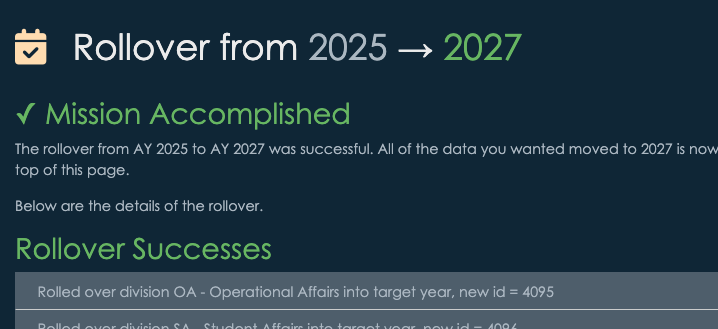 Rollover from 2025 → 2027
✓ Mission Accomplished
The rollover from AY 2025 to AY 2027 was successful. All of the data you wanted moved to 2027 is now
top of this page.
Below are the details of the rollover.
Rollover Successes
Rolled over division OA - Operational Affairs into target year, new id = 4095
Rolled over division SA - Student Affairs into target year, new id = 4096